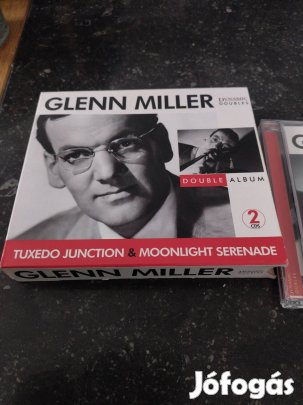 GLENN MILLER
DYNAMIC
DOUBLES
DOUBLE ALBUM
2
CDS
TUXEDO JUNCTION & MOONLIGHT SERENADE
GLENN MILLER
Jófogás